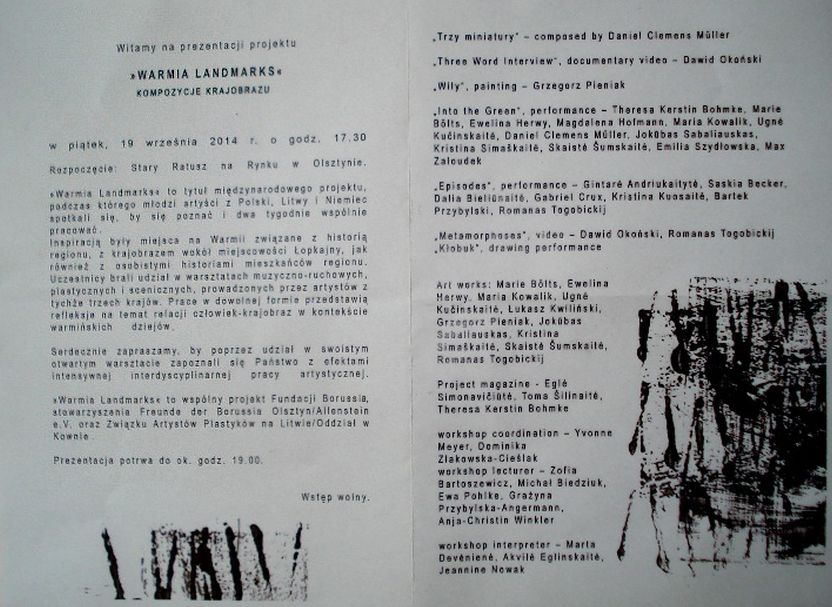 Witamy na prezentacji projektu
»WARMIA LANDMARKS«
KOMPOZYCJE KRAJOBRAZU
w piątek, 19 września 2014 r. o godz. 17.30
Rozpoczęcie: Stary Ratusz na Rynku w Olsztynie.
»Warmia Landmarks« to tytuł międzynarodowego projektu,
podczas którego młodzi artyści z Polski, Litwy i Niemiec
spotkali się, by się poznać i dwa tygodnie wspólnie
pracować.
Inspiracją były miejsca na Warmii związane z historią
regionu, z krajobrazem wokół miejscowości Lopkajny, jak
również z osobistymi historiami mieszkańców regionu.
Uczestnicy brali udział w warsztatach muzyczno-ruchowych,
plastycznych i scenicznych, prowadzonych przez artystów z
tychże trzech krajów. Prace w dowolnej formie przedstawią
refleksje na temat relacji człowiek-krajobraz w kontekście
warmińskich dziejów.
Serdecznie zapraszamy, by poprzez udział w swoistym
otwartym warsztacie zapoznali się Państwo z efektami
intensywnej interdyscyplinarnej pracy artystycznej.
»Warmia Landmarks« to wspólny projekt Fundacji Borussia,
stowarzyszenia Freunde der Borussia Olsztyn/Allenstein
e.V. oraz Związku Artystów Plastyków na Litwie/Oddział w
Kownie.
Prezentacja potrwa do ok. godz. 19.00.
Wstęp wolny.
„Trzy miniatury" – composed by Daniel Clemens Müller
„Three Word Interview", documentary video – Dawid Okoński
„Wily", painting – Grzegorz Pieniak
„Into the Green", performance – Theresa Kerstin Bohmke, Marie
Bölts, Ewelina Herwy, Magdalena Hofmann, Maria Kowalik, Ugnė
Kučinskaitė, Daniel Clemens Müller, Jokūbas Sabaliauskas,
Kristina Simaškaitė, Skaistė Šumskaitė, Emilia Szydłowska, Max
Zaloudek
„Episodes", performance – Gintarė Andriukaitytė, Saskia Becker,
Dalia Bieliūnaitė, Gabriel Crux, Kristina Kuosaitė, Bartek
Przybylski, Romanas Togobickij
„Metamorphoses", video – Dawid Okoński, Romanas Togobickij
„Kłobuk", drawing performance
Art works: Marie Bölts, Ewelina
Herwy, Maria Kowalik, Ugnė
Kučinskaitė, Łukasz Kwiliński,
Grzegorz Pieniak, Jokūbas
Sabaliauskas, Kristina
Simaškaitė, Skaistė Šumskaitė,
Romanas Togobickij
Project magazine - Eglė
Simonavičiūtė, Toma Šilinaitė,
Theresa Kerstin Bohmke
workshop coordination – Yvonne
Meyer, Dominika
Żlakowska-Cieślak
workshop lecturer – Zofia
Bartoszewicz, Michał Biedziuk,
Ewa Pohlke, Grażyna
Przybylska-Angermann,
Anja-Christin Winkler
workshop interpreter – Marta
Devėnienė, Akvilė Eglinskaitė,
Jeannine Nowak